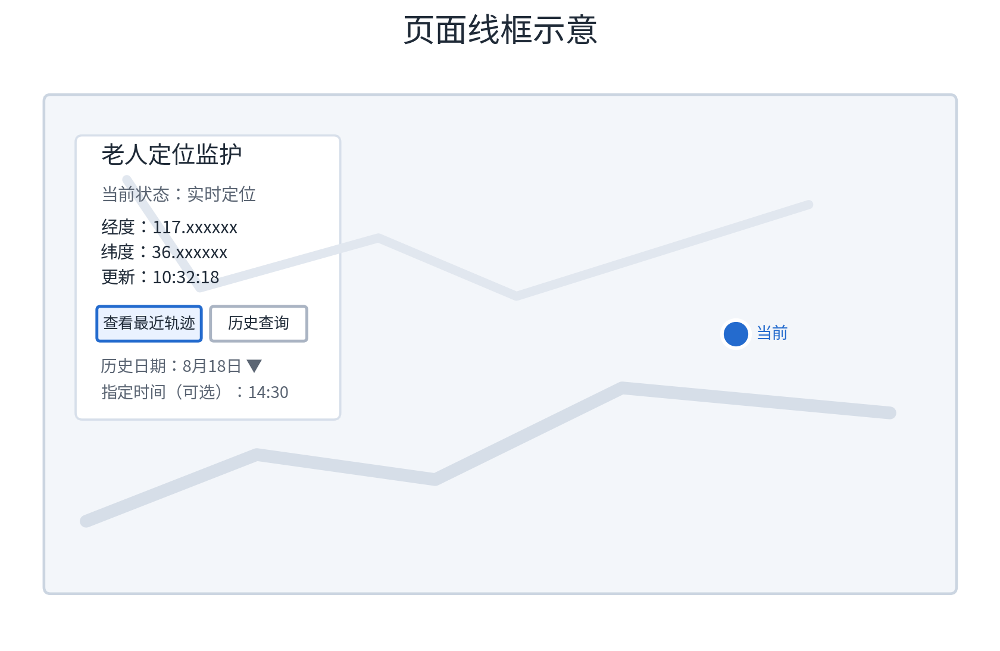 页面线框示意
老人定位监护
当前状态：实时定位
经度：117.xxxxxx
纬度：36.xxxxxx
更新：10:32:18
查看最近轨迹 历史查询
当前
历史日期：8月18日 ▼
指定时间（可选）：14:30